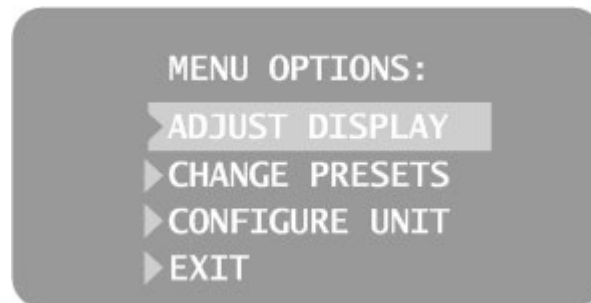 MENU OPTIONS:
ADJUST DISPLAY
CHANGE PRESETS
CONFIGURE UNIT
EXIT